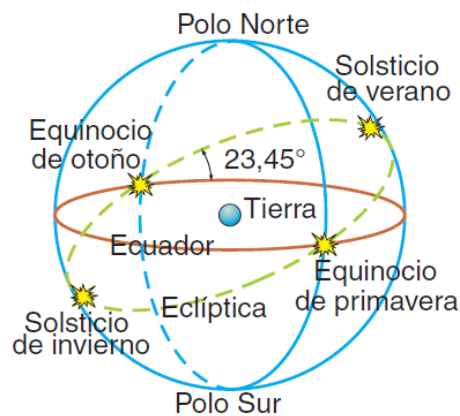 Polo Norte
Solsticio
de verano
Equinocio
de otoño
23,45°
Tierra
Ecuador
Equinocio
de primavera
Eclíptica
Solsticio
de invierno
Polo Sur